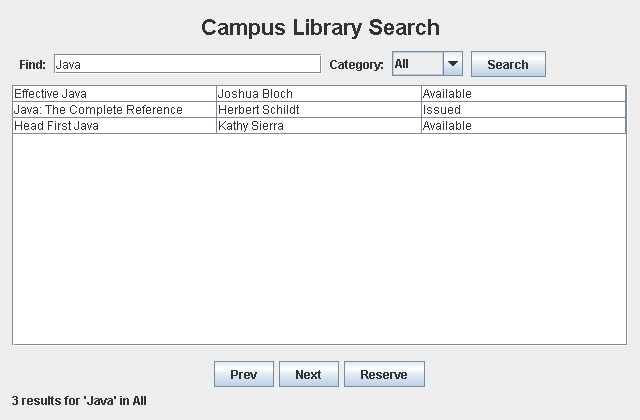 Campus Library Search
Find: Java Category: All Search
Effective Java Joshua Bloch Available
Java: The Complete Reference Herbert Schildt Issued
Head First Java Kathy Sierra Available
Prev Next Reserve
3 results for 'Java' in All